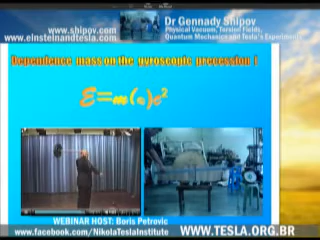 www.shipov.com
www.einsteinandtesla.com
Dr Gennady Shipov
Physical Vacuum, Torsion Fields,
Quantum Mechanics and Tesla's Experiments
Dependence mass on the gyroscopic precession !
E=m(a)c²
WEBINAR HOST: Boris Petrovic
www.facebook.com/NikolaTeslaInstitute
WWW.TESLA.ORG.BR